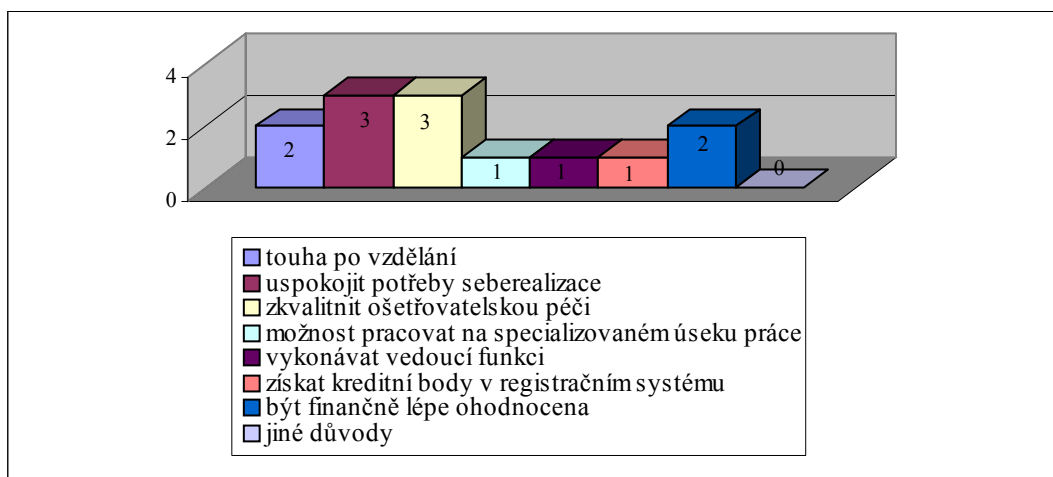 4
2
0
2
3
3
1
1
1
2
0
touha po vzdělání
uspokojit potřeby seberealizace
zkvalitnit ošetřovatelskou péči
možnost pracovat na specializovaném úseku práce
vykonávat vedoucí funkci
získat kreditní body v registračním systému
být finančně lépe ohodnocena
jiné důvody